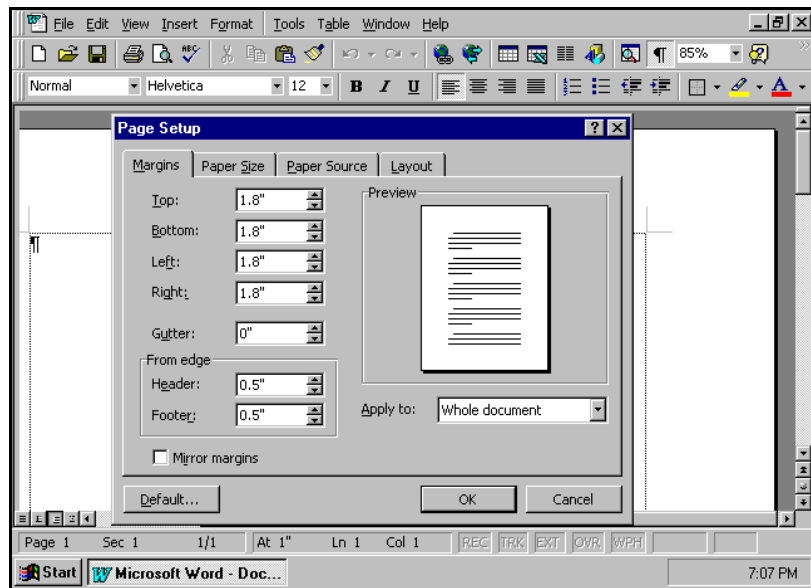 File Edit View Insert Format Tools Table Window Help
ABC 85%
Normal Helvetica 12 B I U A
Page Setup
Margins Paper Size Paper Source Layout
Top: 1.8" Preview
Bottom: 1.8"
Left: 1.8"
Right: 1.8"
Gutter: 0"
From edge
Header: 0.5"
Footer: 0.5" Apply to: Whole document
Mirror margins
Default... OK Cancel
Page 1 Sec 1 1/1 At 1" Ln 1 Col 1 REC TRK EXT OVR WPH
Start Microsoft Word - Doc... 7:07 PM